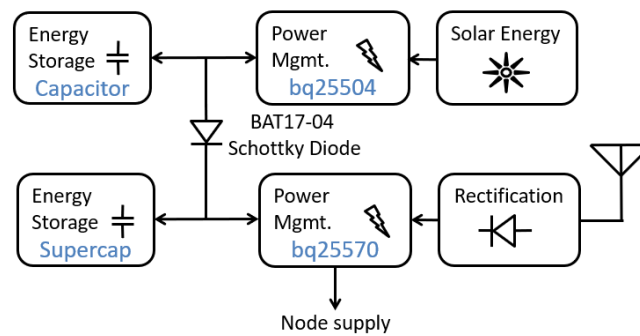 Energy
Storage
Capacitor
Power
Mgmt.
bq25504
Solar Energy
BAT17-04
Schottky Diode
Energy
Storage
Supercap
Power
Mgmt.
bq25570
Rectification
Node supply